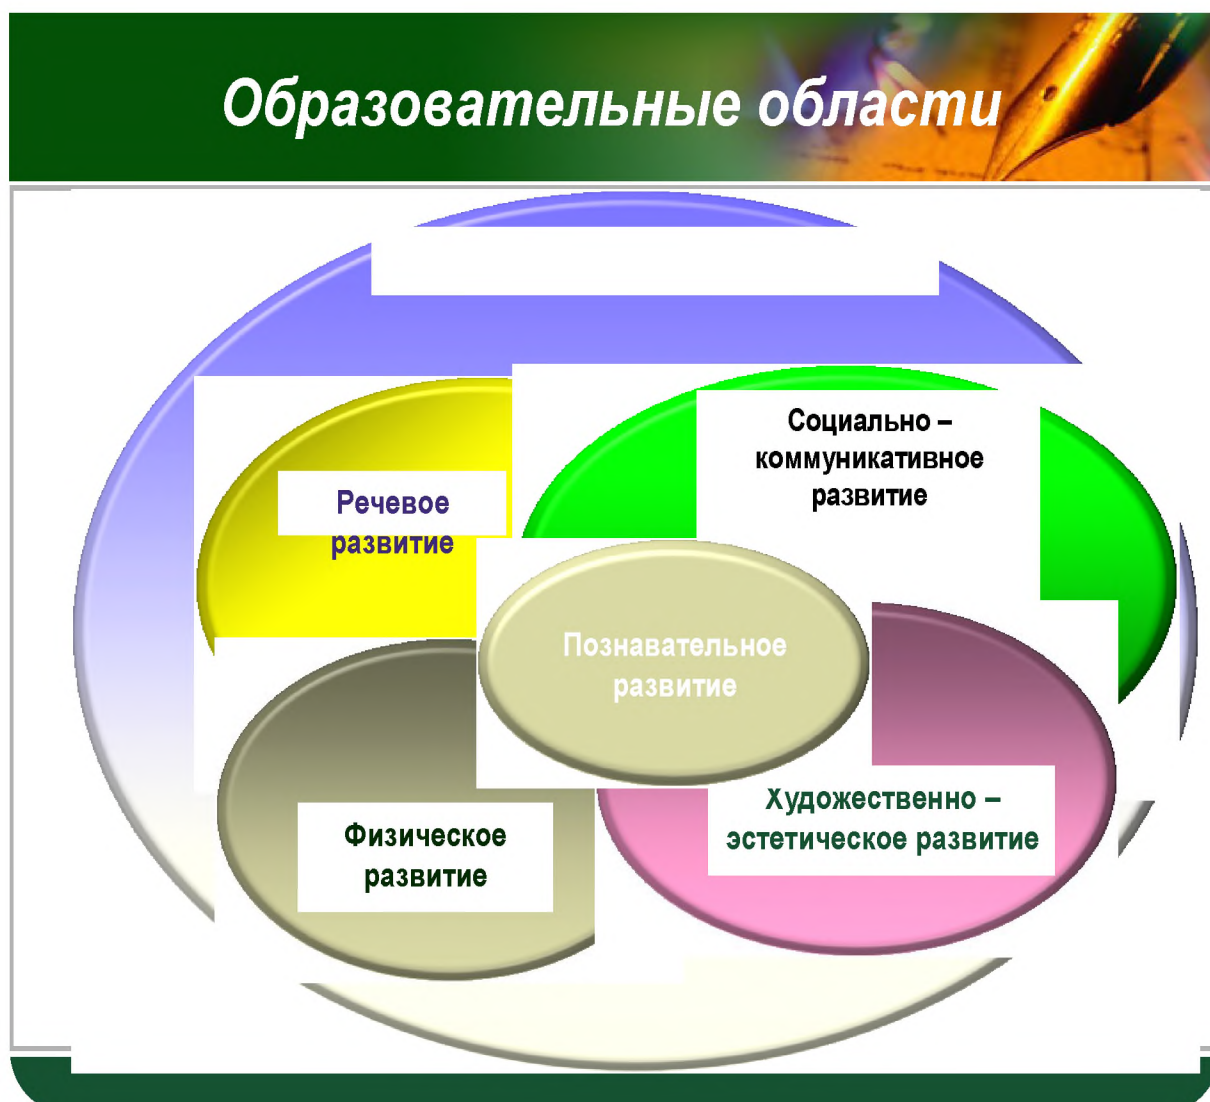 Образовательные области
Социально –
коммуникативное
развитие
Речевое
развитие
Познавательное
развитие
Художественно –
эстетическое развитие
Физическое
развитие